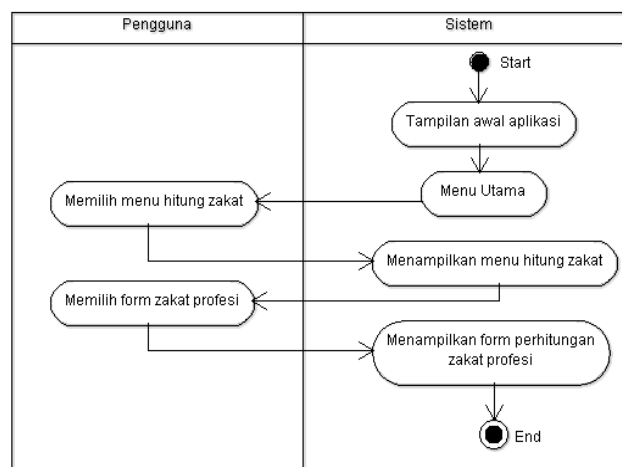 Pengguna
Sistem
Start
Tampilan awal aplikasi
Menu Utama
Memilih menu hitung zakat
Menampilkan menu hitung zakat
Memilih form zakat profesi
Menampilkan form perhitungan
zakat profesi
End